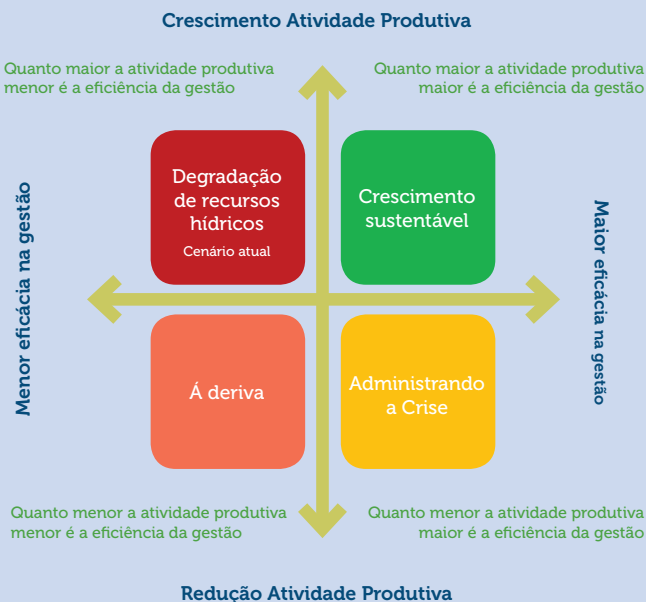 Crescimento Atividade Produtiva
Quanto maior a atividade produtiva
menor é a eficiência da gestão
Quanto maior a atividade produtiva
maior é a eficiência da gestão
Menor eficácia na gestão
Degradação
de recursos
hídricos
Cenário atual
Crescimento
sustentável
Maior eficácia na gestão
Á deriva
Administrando
a Crise
Quanto menor a atividade produtiva
menor é a eficiência da gestão
Quanto menor a atividade produtiva
maior é a eficiência da gestão
Redução Atividade Produtiva